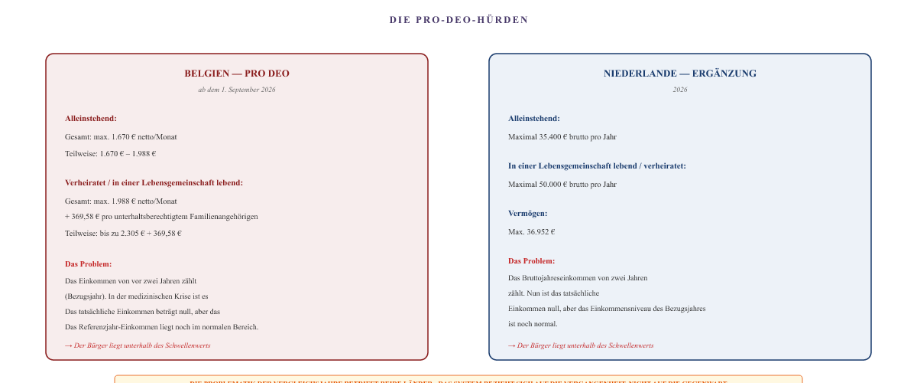 DIE PRO-DEO-HÜRDEN
BELGIEN — PRO DEO
ab dem 1. September 2026
Alleinstehend:
Gesamt: max. 1.670 € netto/Monat
Teilweise: 1.670 € – 1.988 €
Verheiratet / in einer Lebensgemeinschaft lebend:
Gesamt: max. 1.988 € netto/Monat
+ 369,58 € pro unterhaltsberechtigtem Familienangehörigen
Teilweise: bis zu 2.305 € + 369,58 €
Das Problem:
Das Einkommen von vor zwei Jahren zählt
(Bezugsjahr). In der medizinischen Krise ist es
Das tatsächliche Einkommen beträgt null, aber das
Das Referenzjahr-Einkommen liegt noch im normalen Bereich.
→ Der Bürger liegt unterhalb des Schwellenwerts
NIEDERLANDE — ERGÄNZUNG
2026
Alleinstehend:
Maximal 35.400 € brutto pro Jahr
In einer Lebensgemeinschaft lebend / verheiratet:
Maximal 50.000 € brutto pro Jahr
Vermögen:
Max. 36.952 €
Das Problem:
Das Bruttojahreseinkommen von zwei Jahren
zählt. Nun ist das tatsächliche
Einkommen null, aber das Einkommensniveau des Bezugsjahres
ist noch normal.
→ Der Bürger liegt unterhalb des Schwellenwerts